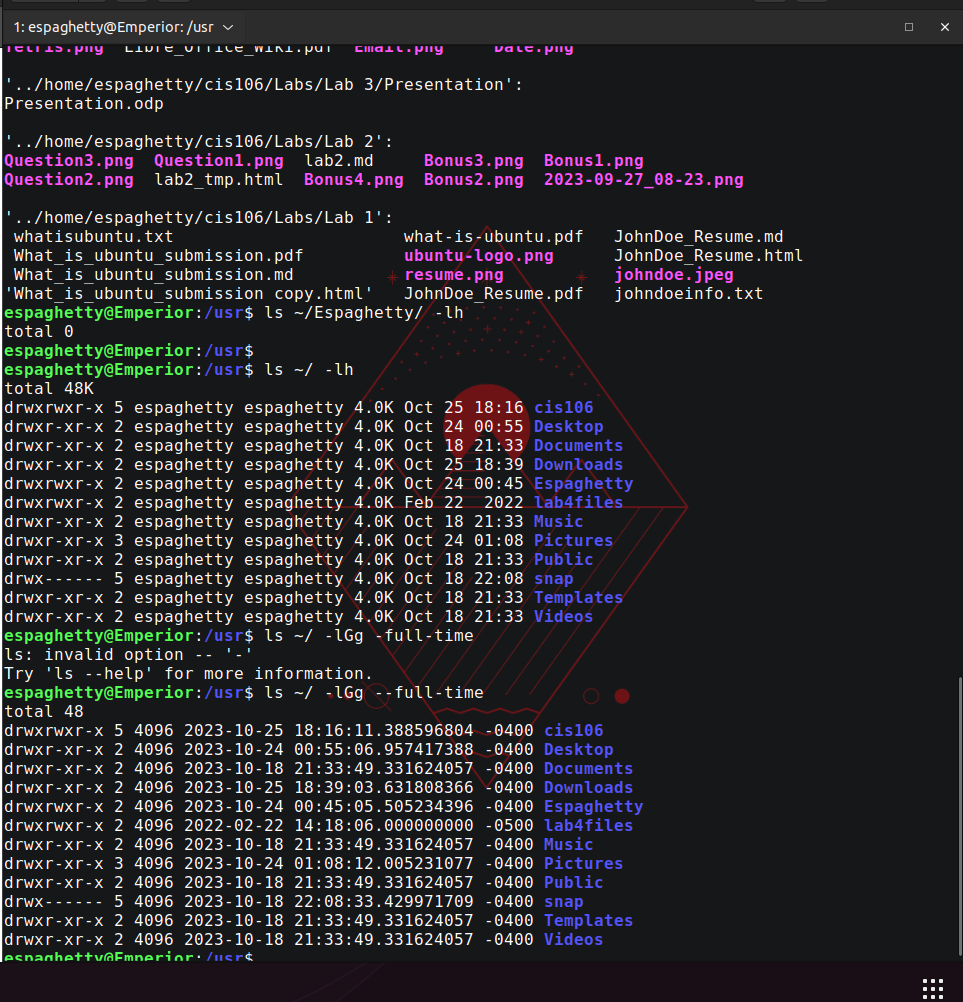 1: espaghetty@Emperior: /usr
Tetris.png  Libre_Office_Wiki.pdf  Email.png     Date.png
'../home/espaghetty/cis106/Labs/Lab 3/Presentation':
Presentation.odp
'../home/espaghetty/cis106/Labs/Lab 2':
Question3.png  Question1.png  lab2.md     Bonus3.png  Bonus1.png
Question2.png  lab2_tmp.html  Bonus4.png  Bonus2.png  2023-09-27_08-23.png
'../home/espaghetty/cis106/Labs/Lab 1':
 whatisubuntu.txt                       what-is-ubuntu.pdf   JohnDoe_Resume.md
 What_is_ubuntu_submission.pdf          ubuntu-logo.png      JohnDoe_Resume.html
 What_is_ubuntu_submission.md           resume.png           johndoe.jpeg
'What_is_ubuntu_submission copy.html'   JohnDoe_Resume.pdf   johndoeinfo.txt
espaghetty@Emperior:/usr$ ls ~/Espaghetty/ -lh
total 0
espaghetty@Emperior:/usr$
espaghetty@Emperior:/usr$ ls ~/ -lh
total 48K
drwxrwxr-x 5 espaghetty espaghetty 4.0K Oct 25 18:16 cis106
drwxr-xr-x 2 espaghetty espaghetty 4.0K Oct 24 00:55 Desktop
drwxr-xr-x 2 espaghetty espaghetty 4.0K Oct 18 21:33 Documents
drwxr-xr-x 2 espaghetty espaghetty 4.0K Oct 25 18:39 Downloads
drwxrwxr-x 2 espaghetty espaghetty 4.0K Oct 24 00:45 Espaghetty
drwxrwxr-x 2 espaghetty espaghetty 4.0K Feb 22  2022 lab4files
drwxr-xr-x 2 espaghetty espaghetty 4.0K Oct 18 21:33 Music
drwxr-xr-x 3 espaghetty espaghetty 4.0K Oct 24 01:08 Pictures
drwxr-xr-x 2 espaghetty espaghetty 4.0K Oct 18 21:33 Public
drwx------ 5 espaghetty espaghetty 4.0K Oct 18 22:08 snap
drwxr-xr-x 2 espaghetty espaghetty 4.0K Oct 18 21:33 Templates
drwxr-xr-x 2 espaghetty espaghetty 4.0K Oct 18 21:33 Videos
espaghetty@Emperior:/usr$ ls ~/ -lGg -full-time
ls: invalid option -- '-'
Try 'ls --help' for more information.
espaghetty@Emperior:/usr$ ls ~/ -lGg --full-time
total 48
drwxrwxr-x 5 4096 2023-10-25 18:16:11.388596804 -0400 cis106
drwxr-xr-x 2 4096 2023-10-24 00:55:06.957417388 -0400 Desktop
drwxr-xr-x 2 4096 2023-10-18 21:33:49.331624057 -0400 Documents
drwxr-xr-x 2 4096 2023-10-25 18:39:03.631808366 -0400 Downloads
drwxrwxr-x 2 4096 2023-10-24 00:45:05.505234396 -0400 Espaghetty
drwxrwxr-x 2 4096 2022-02-22 14:18:06.000000000 -0500 lab4files
drwxr-xr-x 2 4096 2023-10-18 21:33:49.331624057 -0400 Music
drwxr-xr-x 3 4096 2023-10-24 01:08:12.005231077 -0400 Pictures
drwxr-xr-x 2 4096 2023-10-18 21:33:49.331624057 -0400 Public
drwx------ 5 4096 2023-10-18 22:08:33.429971709 -0400 snap
drwxr-xr-x 2 4096 2023-10-18 21:33:49.331624057 -0400 Templates
drwxr-xr-x 2 4096 2023-10-18 21:33:49.331624057 -0400 Videos
espaghetty@Emperior:/usr$